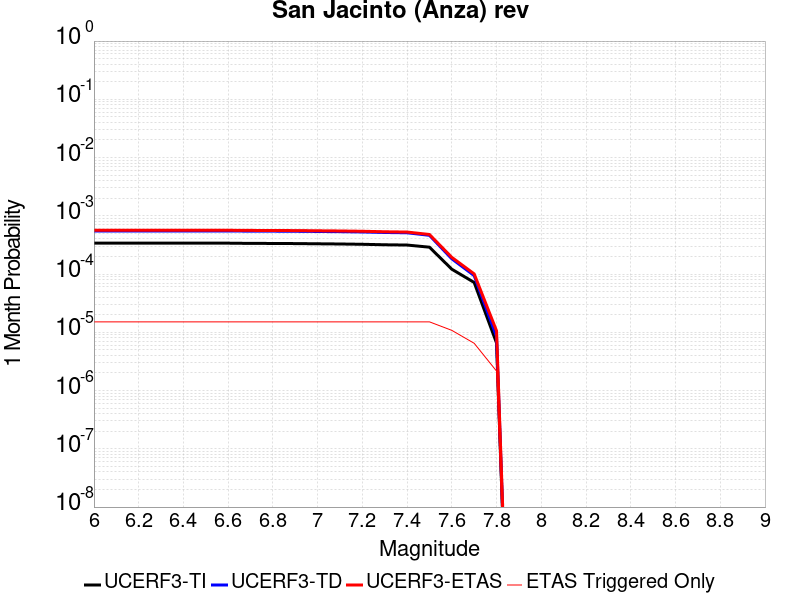 San Jacinto (Anza) rev
10^0
10^-1
10^-2
10^-3
10^-4
10^-5
10^-6
10^-7
10^-8
1 Month Probability
6 6.2 6.4 6.6 6.8 7 7.2 7.4 7.6 7.8 8 8.2 8.4 8.6 8.8 9
Magnitude
UCERF3-TI UCERF3-TD UCERF3-ETAS ETAS Triggered Only